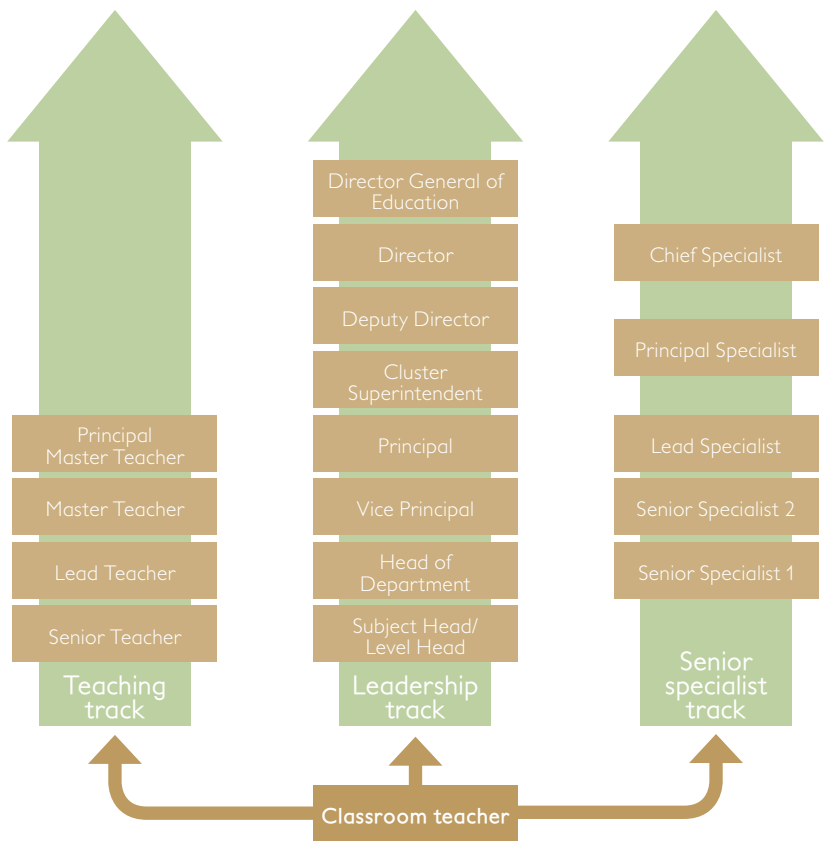 Principal
Master Teacher
Master Teacher
Lead Teacher
Senior Teacher
Teaching
track
Director General of
Education
Director
Deputy Director
Cluster
Superintendent
Principal
Vice Principal
Head of
Department
Subject Head/
Level Head
Leadership
track
Chief Specialist
Principal Specialist
Lead Specialist
Senior Specialist 2
Senior Specialist 1
Senior
specialist
track
Classroom teacher